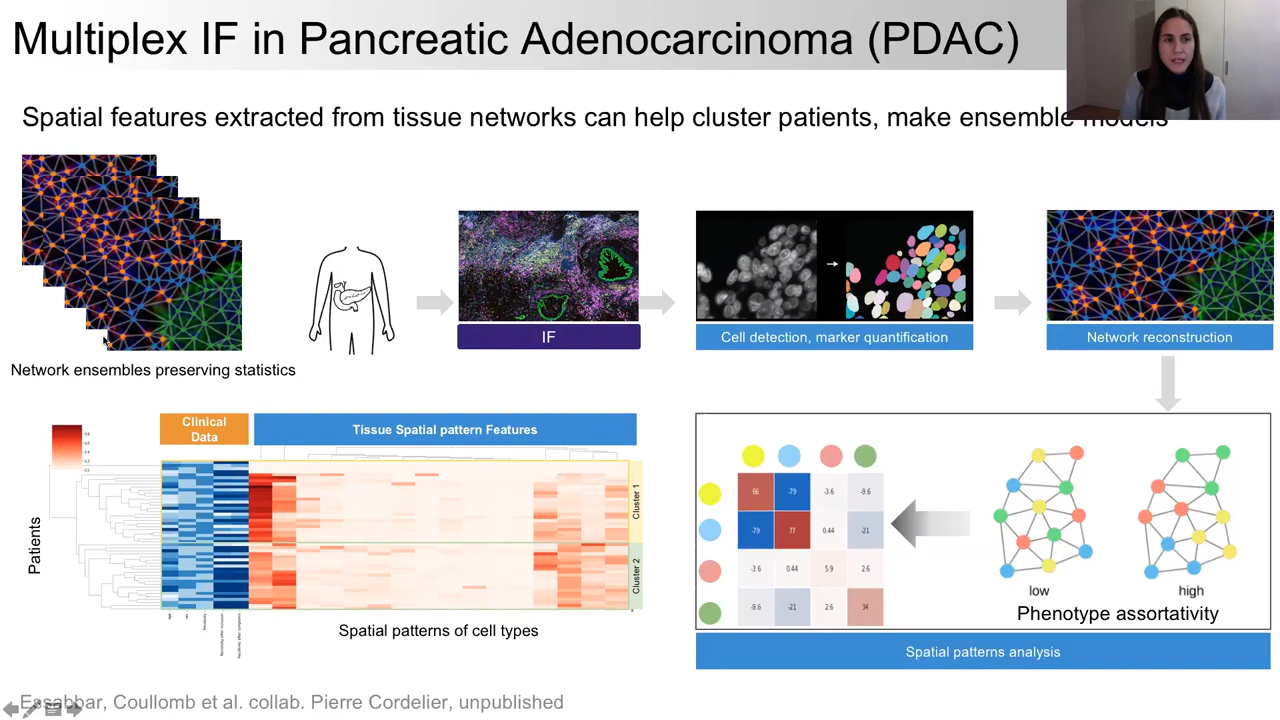 Multiplex IF in Pancreatic Adenocarcinoma (PDAC)
Spatial features extracted from tissue networks can help cluster patients, make ensemble models
IF
Cell detection, marker quantification
Network reconstruction
Network ensembles preserving statistics
Clinical
Data
Tissue Spatial pattern Features
Patients
Cluster 1
Cluster 2
Spatial patterns of cell types
66 -79 -3.6 -9.6
-79 77 0.44 -21
-3.6 0.44 5.9 2.6
-9.6 -21 2.6 34
low high
Phenotype assortativity
Spatial patterns analysis
Essabbar, Coullomb et al. collab. Pierre Cordelier, unpublished